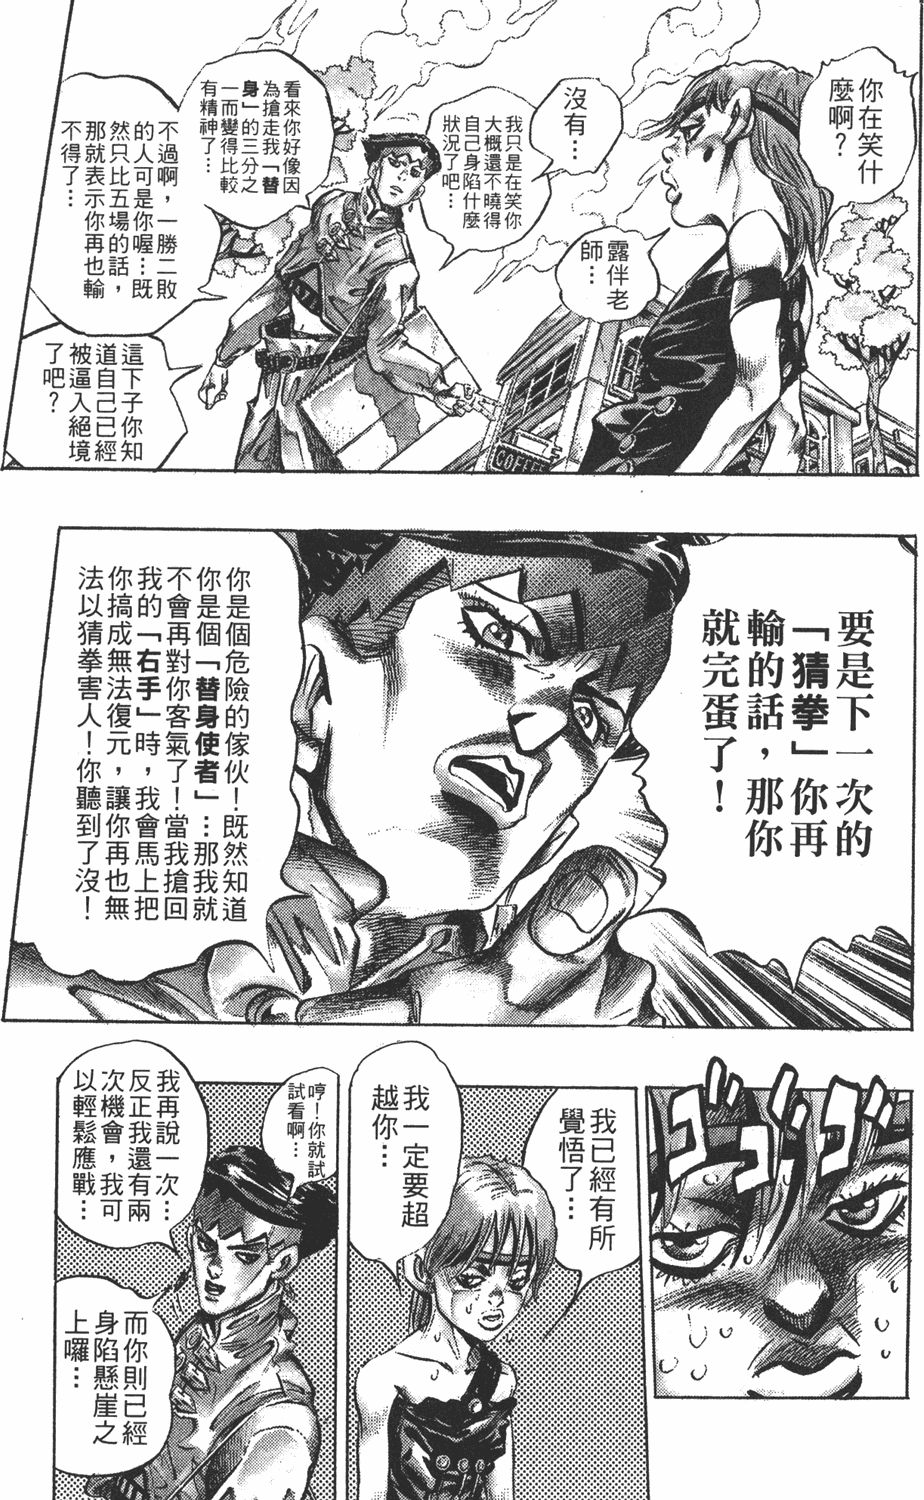 你在笑什
麼啊？
露伴老
師⋯
沒有⋯
我只是在笑你
大概還不曉得
自己身陷什麼
狀況了吧⋯
看來你好像因
為搶走我「替
身」的三分之
一而變得比較
有精神了⋯
不過啊，一勝二敗
的人可是你喔⋯既
然只比五場的話，
那就表示你再也輸
不得了⋯
這下子你知
道自己已經
被逼入絕境
了吧？
COFFEE
要是下一次的
「猜拳」你再
輸的話，那你
就完蛋了！
你是個危險的傢伙！既然知道
你是個「替身使者」⋯那我就
不會再對你客氣了！當我搶回
我的「右手」時，我會馬上把
你搞成無法復元，讓你再也無
法以猜拳害人！你聽到了沒！
ゴゴゴゴ
我已經有所
覺悟了⋯
我一定要超
越你⋯
哼！你就試
試看啊⋯
我再說一次⋯
反正我還有兩
次機會，我可
以輕鬆應戰⋯
而你則已經
身陷懸崖之
上囉⋯